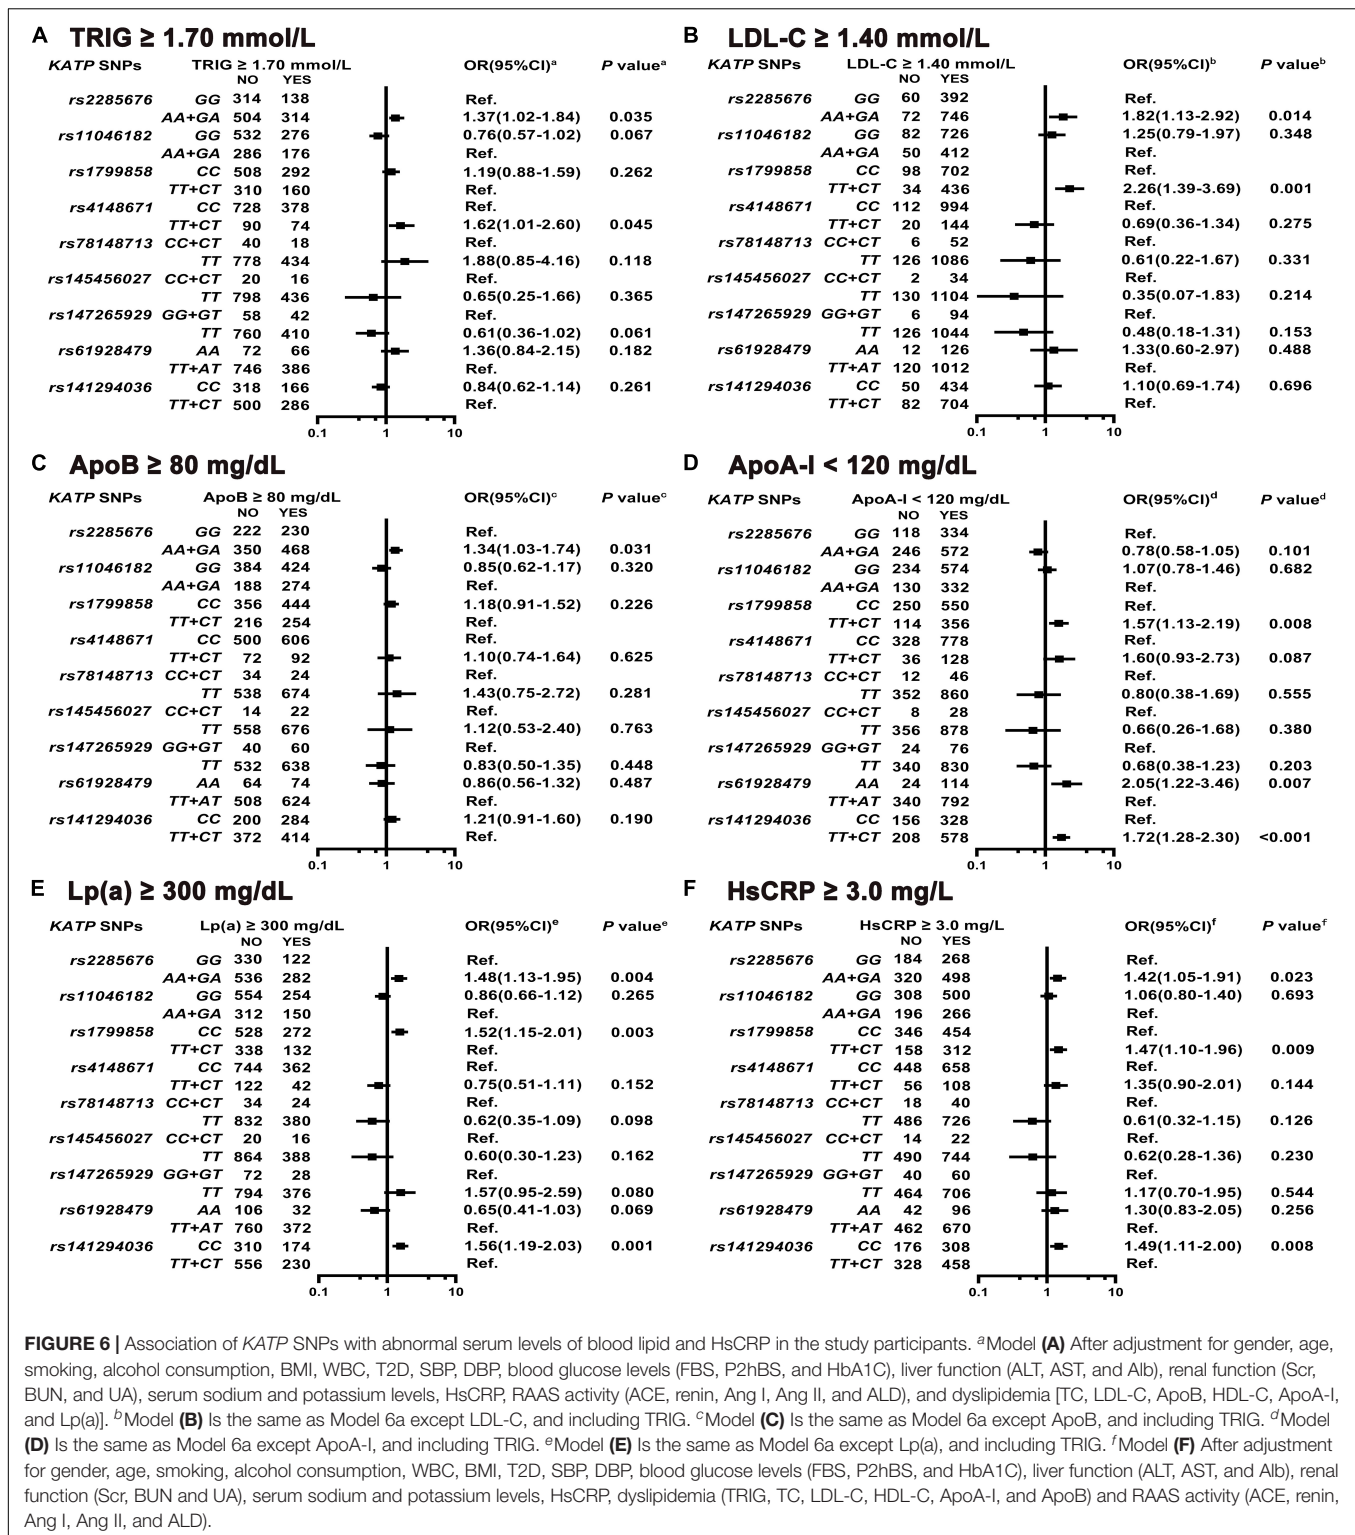 A TRIG ≥ 1.70 mmol/L
KATP SNPs TRIG ≥ 1.70 mmol/L OR(95%CI)a P valuea
NO YES
rs2285676 GG 314 138 Ref.
AA+GA 504 314 1.37(1.02-1.84) 0.035
rs11046182 GG 532 276 0.76(0.57-1.02) 0.067
AA+GA 286 176 Ref.
rs1799858 CC 508 292 1.19(0.88-1.59) 0.262
TT+CT 310 160 Ref.
rs4148671 CC 728 378 Ref.
TT+CT 90 74 1.62(1.01-2.60) 0.045
rs78148713 CC+CT 40 18 Ref.
TT 778 434 1.88(0.85-4.16) 0.118
rs145456027 CC+CT 20 16 Ref.
TT 798 436 0.65(0.25-1.66) 0.365
rs147265929 GG+GT 58 42 Ref.
TT 760 410 0.61(0.36-1.02) 0.061
rs61928479 AA 72 66 1.36(0.84-2.15) 0.182
TT+AT 746 386 Ref.
rs141294036 CC 318 166 0.84(0.62-1.14) 0.261
TT+CT 500 286 Ref.
0.1 1 10
B LDL-C ≥ 1.40 mmol/L
KATP SNPs LDL-C ≥ 1.40 mmol/L OR(95%CI)b P valueb
NO YES
rs2285676 GG 60 392 Ref.
AA+GA 72 746 1.82(1.13-2.92) 0.014
rs11046182 GG 82 726 1.25(0.79-1.97) 0.348
AA+GA 50 412 Ref.
rs1799858 CC 98 702 Ref.
TT+CT 34 436 2.26(1.39-3.69) 0.001
rs4148671 CC 112 994 Ref.
TT+CT 20 144 0.69(0.36-1.34) 0.275
rs78148713 CC+CT 6 52 Ref.
TT 126 1086 0.61(0.22-1.67) 0.331
rs145456027 CC+CT 2 34 Ref.
TT 130 1104 0.35(0.07-1.83) 0.214
rs147265929 GG+GT 6 94 Ref.
TT 126 1044 0.48(0.18-1.31) 0.153
rs61928479 AA 12 126 1.33(0.60-2.97) 0.488
TT+AT 120 1012 Ref.
rs141294036 CC 50 434 1.10(0.69-1.74) 0.696
TT+CT 82 704 Ref.
0.1 1 10
C ApoB ≥ 80 mg/dL
KATP SNPs ApoB ≥ 80 mg/dL OR(95%CI)c P valuec
NO YES
rs2285676 GG 222 230 Ref.
AA+GA 350 468 1.34(1.03-1.74) 0.031
rs11046182 GG 384 424 0.85(0.62-1.17) 0.320
AA+GA 188 274 Ref.
rs1799858 CC 356 444 1.18(0.91-1.52) 0.226
TT+CT 216 254 Ref.
rs4148671 CC 500 606 Ref.
TT+CT 72 92 1.10(0.74-1.64) 0.625
rs78148713 CC+CT 34 24 Ref.
TT 538 674 1.43(0.75-2.72) 0.281
rs145456027 CC+CT 14 22 Ref.
TT 558 676 1.12(0.53-2.40) 0.763
rs147265929 GG+GT 40 60 Ref.
TT 532 638 0.83(0.50-1.35) 0.448
rs61928479 AA 64 74 0.86(0.56-1.32) 0.487
TT+AT 508 624 Ref.
rs141294036 CC 200 284 1.21(0.91-1.60) 0.190
TT+CT 372 414 Ref.
0.1 1 10
D ApoA-I < 120 mg/dL
KATP SNPs ApoA-I < 120 mg/dL OR(95%CI)d P valued
NO YES
rs2285676 GG 118 334 Ref.
AA+GA 246 572 0.78(0.58-1.05) 0.101
rs11046182 GG 234 574 1.07(0.78-1.46) 0.682
AA+GA 130 332 Ref.
rs1799858 CC 250 550 Ref.
TT+CT 114 356 1.57(1.13-2.19) 0.008
rs4148671 CC 328 778 Ref.
TT+CT 36 128 1.60(0.93-2.73) 0.087
rs78148713 CC+CT 12 46 Ref.
TT 352 860 0.80(0.38-1.69) 0.555
rs145456027 CC+CT 8 28 Ref.
TT 356 878 0.66(0.26-1.68) 0.380
rs147265929 GG+GT 24 76 Ref.
TT 340 830 0.68(0.38-1.23) 0.203
rs61928479 AA 24 114 2.05(1.22-3.46) 0.007
TT+AT 340 792 Ref.
rs141294036 CC 156 328 Ref.
TT+CT 208 578 1.72(1.28-2.30) <0.001
0.1 1 10
E Lp(a) ≥ 300 mg/dL
KATP SNPs Lp(a) ≥ 300 mg/dL OR(95%CI)e P valuee
NO YES
rs2285676 GG 330 122 Ref.
AA+GA 536 282 1.48(1.13-1.95) 0.004
rs11046182 GG 554 254 0.86(0.66-1.12) 0.265
AA+GA 312 150 Ref.
rs1799858 CC 528 272 1.52(1.15-2.01) 0.003
TT+CT 338 132 Ref.
rs4148671 CC 744 362 Ref.
TT+CT 122 42 0.75(0.51-1.11) 0.152
rs78148713 CC+CT 34 24 Ref.
TT 832 380 0.62(0.35-1.09) 0.098
rs145456027 CC+CT 20 16 Ref.
TT 864 388 0.60(0.30-1.23) 0.162
rs147265929 GG+GT 72 28 Ref.
TT 794 376 1.57(0.95-2.59) 0.080
rs61928479 AA 106 32 0.65(0.41-1.03) 0.069
TT+AT 760 372 Ref.
rs141294036 CC 310 174 1.56(1.19-2.03) 0.001
TT+CT 556 230 Ref.
0.1 1 10
F HsCRP ≥ 3.0 mg/L
KATP SNPs HsCRP ≥ 3.0 mg/L OR(95%CI)f P valuef
NO YES
rs2285676 GG 184 268 Ref.
AA+GA 320 498 1.42(1.05-1.91) 0.023
rs11046182 GG 308 500 1.06(0.80-1.40) 0.693
AA+GA 196 266 Ref.
rs1799858 CC 346 454 Ref.
TT+CT 158 312 1.47(1.10-1.96) 0.009
rs4148671 CC 448 658 Ref.
TT+CT 56 108 1.35(0.90-2.01) 0.144
rs78148713 CC+CT 18 40 Ref.
TT 486 726 0.61(0.32-1.15) 0.126
rs145456027 CC+CT 14 22 Ref.
TT 490 744 0.62(0.28-1.36) 0.230
rs147265929 GG+GT 40 60 Ref.
TT 464 706 1.17(0.70-1.95) 0.544
rs61928479 AA 42 96 1.30(0.83-2.05) 0.256
TT+AT 462 670 Ref.
rs141294036 CC 176 308 1.49(1.11-2.00) 0.008
TT+CT 328 458 Ref.
0.1 1 10
FIGURE 6 | Association of KATP SNPs with abnormal serum levels of blood lipid and HsCRP in the study participants. aModel (A) After adjustment for gender, age,
smoking, alcohol consumption, BMI, WBC, T2D, SBP, DBP, blood glucose levels (FBS, P2hBS, and HbA1C), liver function (ALT, AST, and Alb), renal function (Scr,
BUN, and UA), serum sodium and potassium levels, HsCRP, RAAS activity (ACE, renin, Ang I, Ang II, and ALD), and dyslipidemia [TC, LDL-C, ApoB, HDL-C, ApoA-I,
and Lp(a)]. bModel (B) Is the same as Model 6a except LDL-C, and including TRIG. cModel (C) Is the same as Model 6a except ApoB, and including TRIG. dModel
(D) Is the same as Model 6a except ApoA-I, and including TRIG. eModel (E) Is the same as Model 6a except Lp(a), and including TRIG. fModel (F) After adjustment
for gender, age, smoking, alcohol consumption, WBC, BMI, T2D, SBP, DBP, blood glucose levels (FBS, P2hBS, and HbA1C), liver function (ALT, AST, and Alb), renal
function (Scr, BUN and UA), serum sodium and potassium levels, HsCRP, dyslipidemia (TRIG, TC, LDL-C, HDL-C, ApoA-I, and ApoB) and RAAS activity (ACE, renin,
Ang I, Ang II, and ALD).